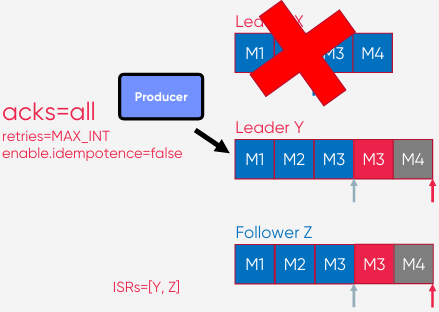 Le X
M1 M3 M4
Producer
acks=all
retries=MAX_INT
enable.idempotence=false
Leader Y
M1 M2 M3 M3 M4
Follower Z
M1 M2 M3 M3 M4
ISRs=[Y, Z]